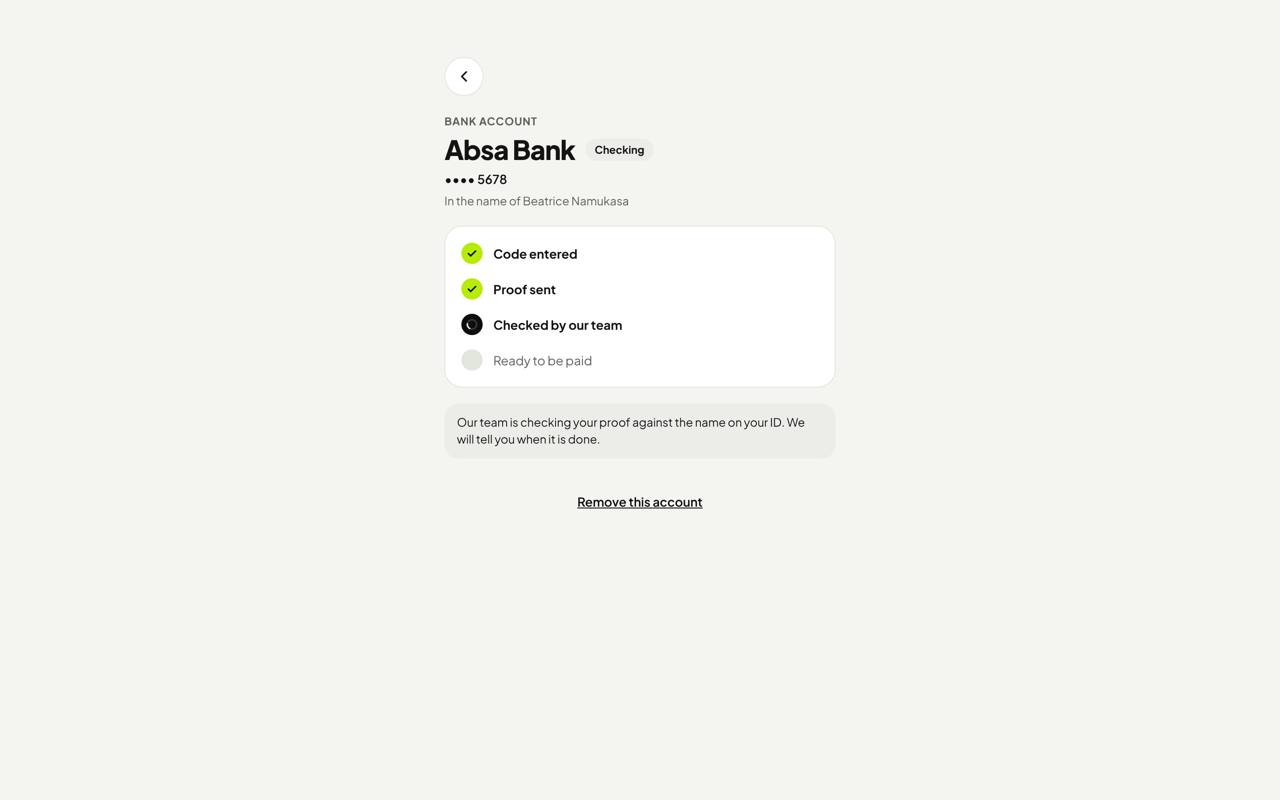 BANK ACCOUNT
Absa Bank Checking
•••• 5678
In the name of Beatrice Namukasa
Code entered
Proof sent
Checked by our team
Ready to be paid
Our team is checking your proof against the name on your ID. We
will tell you when it is done.
Remove this account